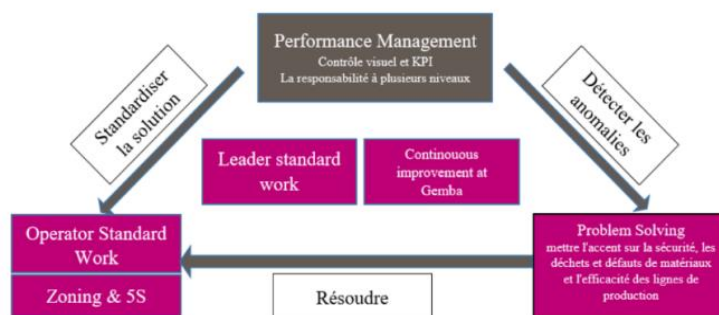 Performance Management
Contrôle visuel et KPI
La responsabilité à plusieurs niveaux
Standardiser
la solution
Détecter les
anomalies
Leader standard
work
Continouous
improvement at
Gemba
Operator Standard
Work
Zoning & 5S
Problem Solving
mettre l'accent sur la sécurité, les
déchets et défauts de matériaux
et l'efficacité des lignes de
production
Résoudre